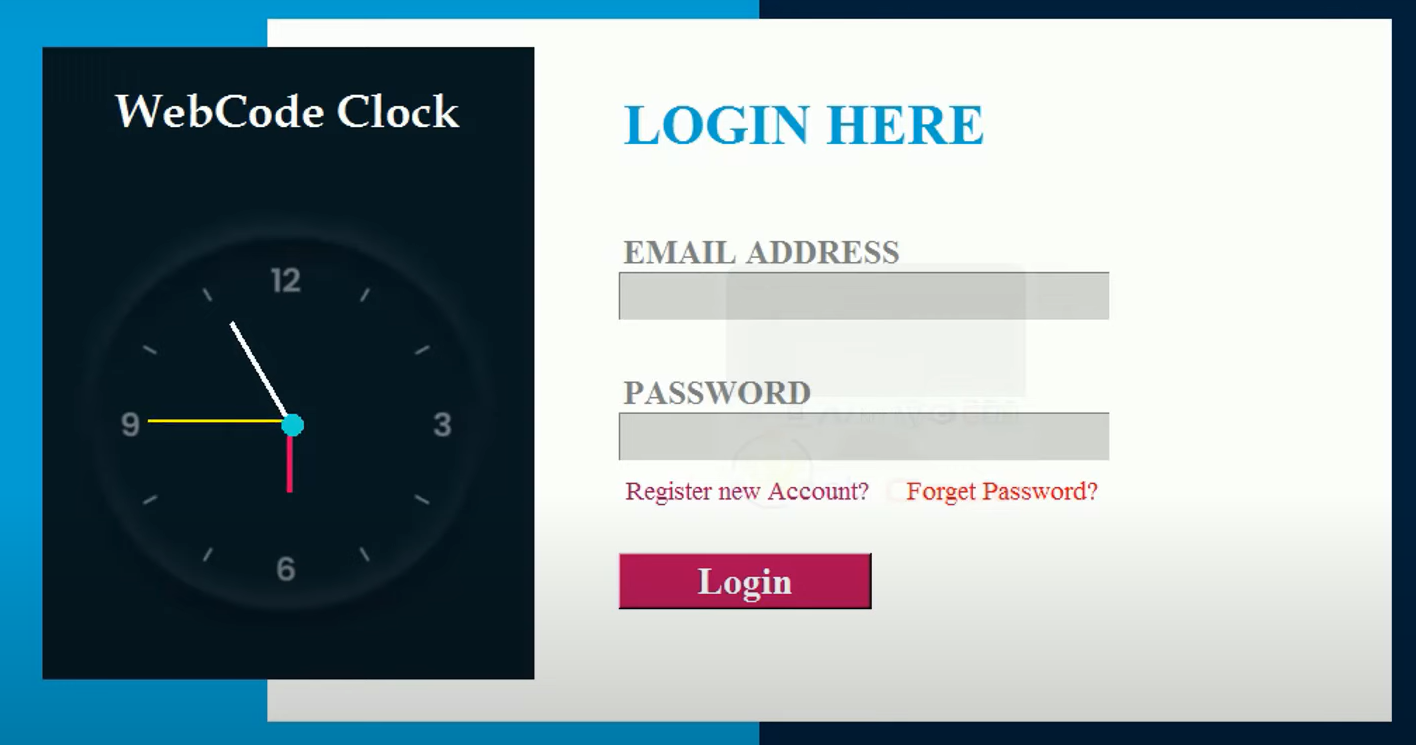 WebCode Clock
LOGIN HERE
12
EMAIL ADDRESS
9
3
PASSWORD
Register new Account?
Forget Password?
6
Login